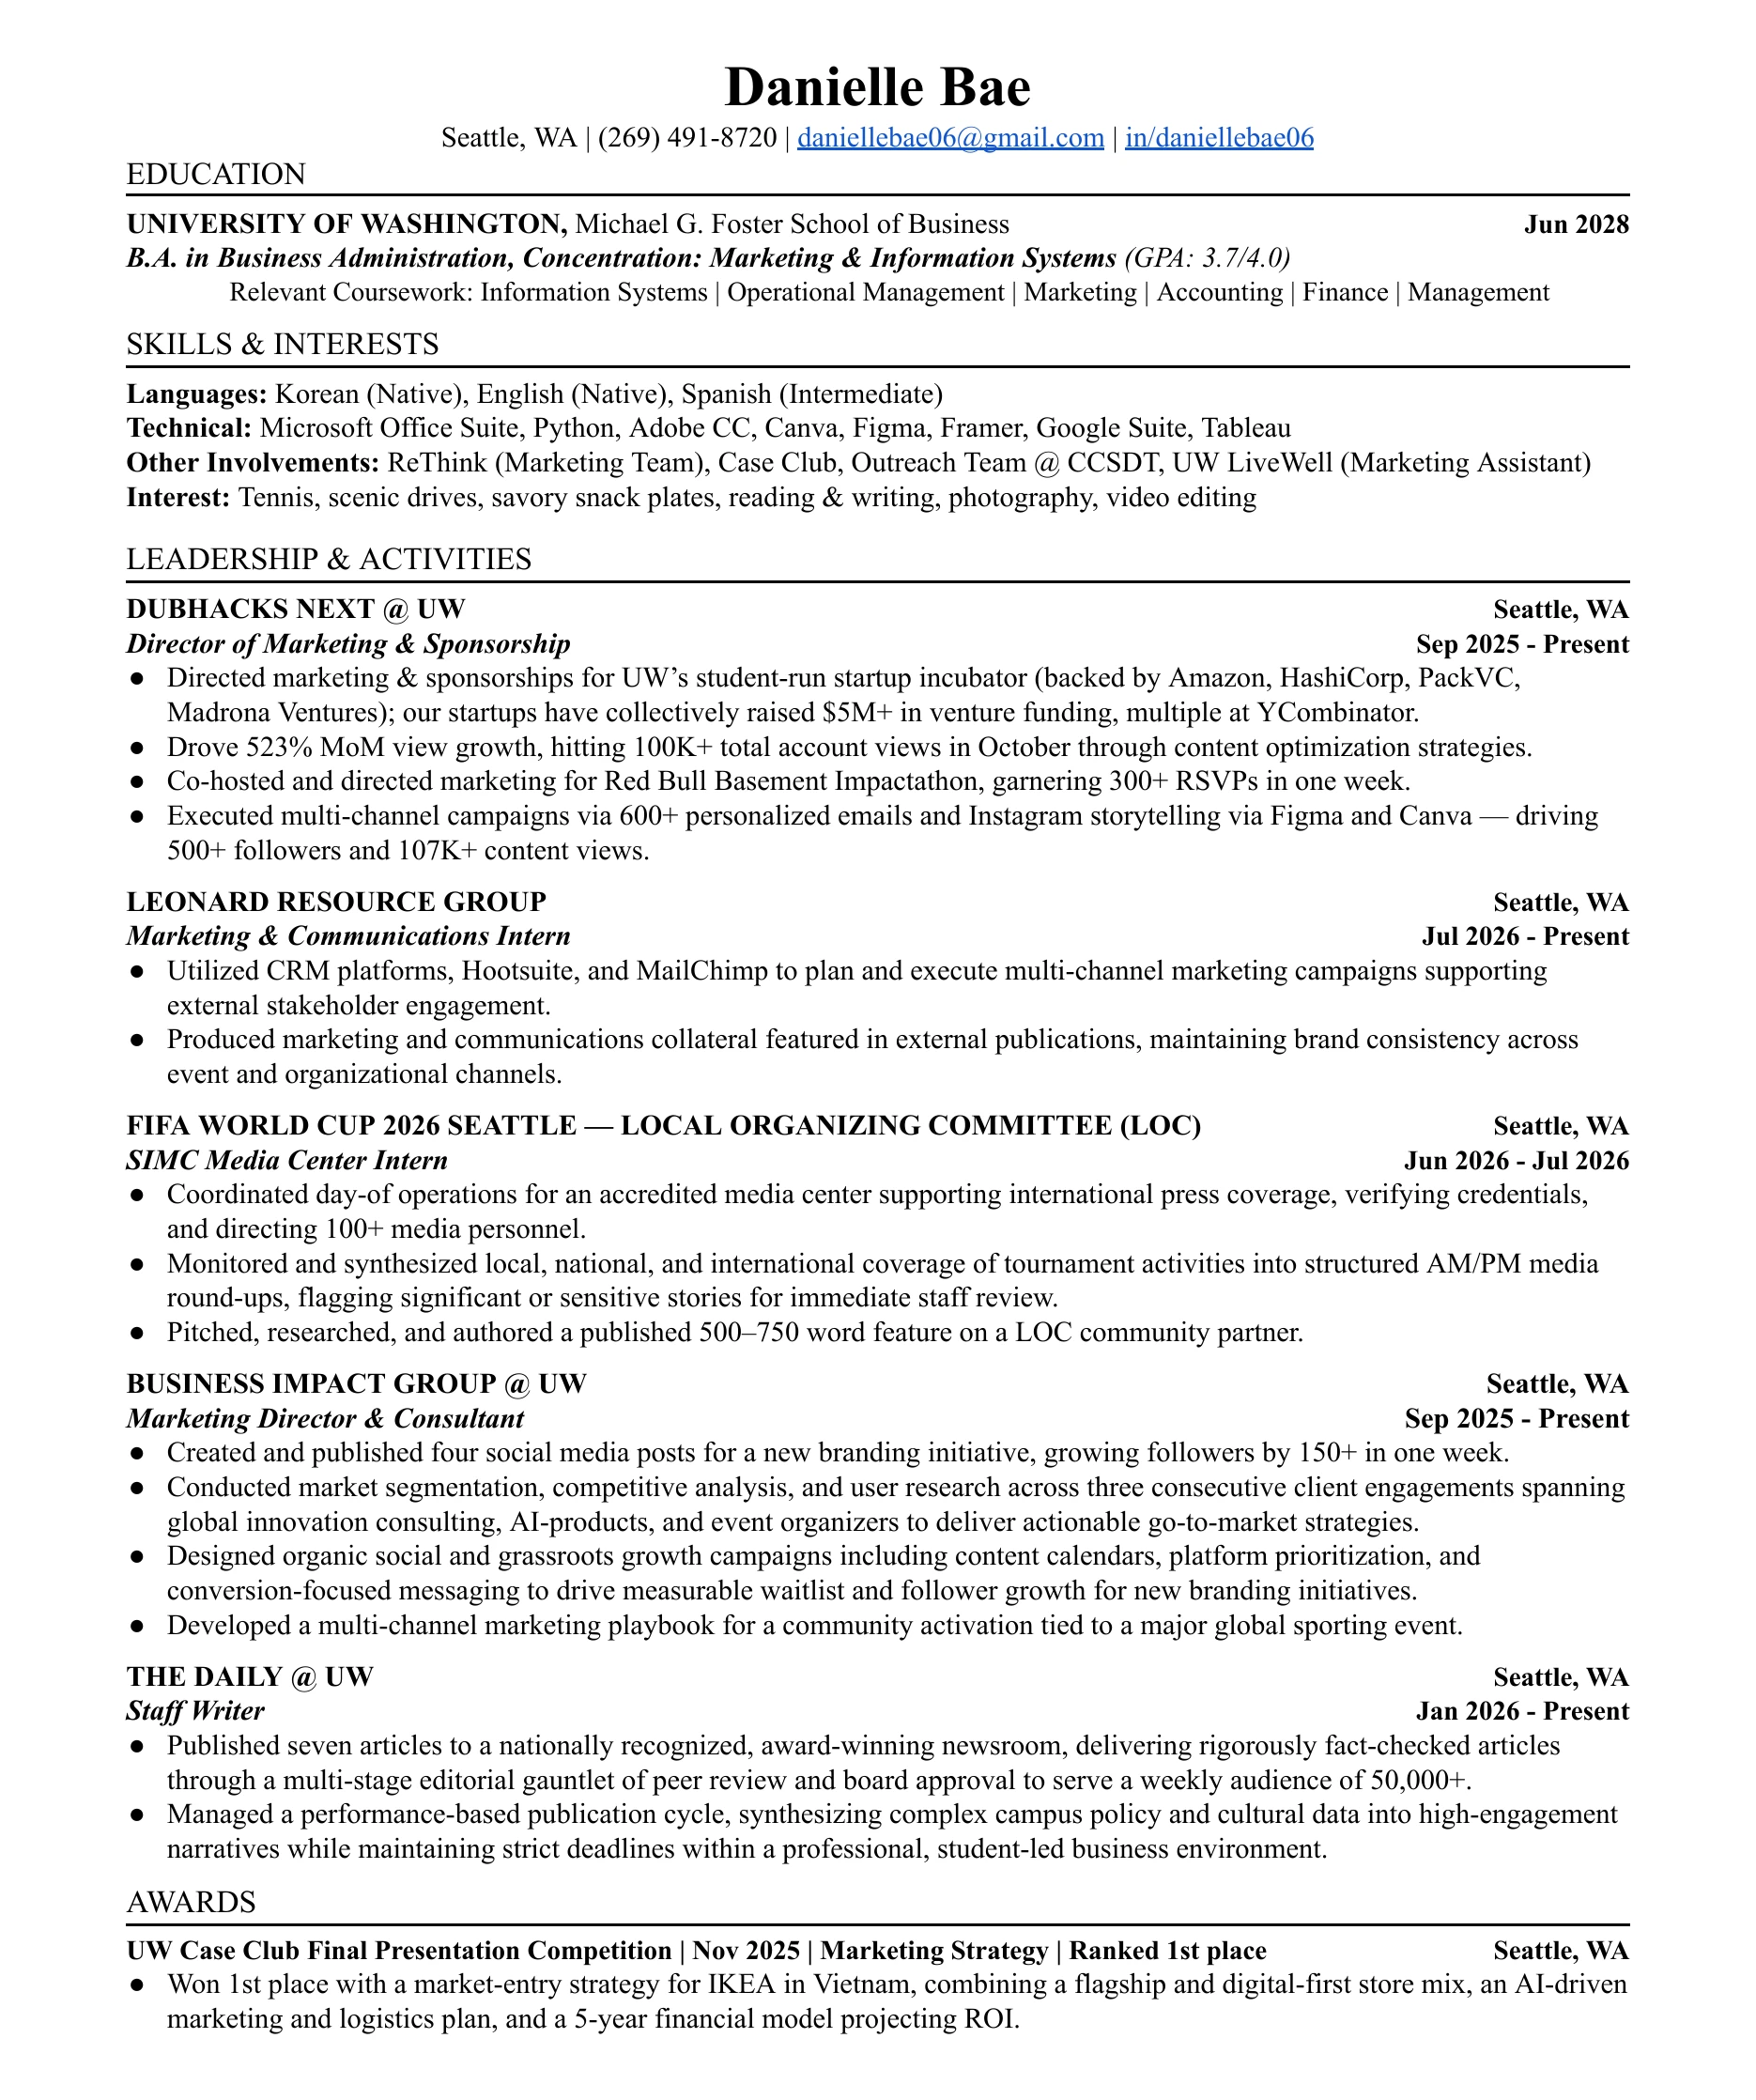 Danielle Bae
Seattle, WA | (269) 491-8720 | daniellebae06@gmail.com | in/daniellebae06
EDUCATION
UNIVERSITY OF WASHINGTON, Michael G. Foster School of Business Jun 2028
B.A. in Business Administration, Concentration: Marketing & Information Systems (GPA: 3.7/4.0)
Relevant Coursework: Information Systems | Operational Management | Marketing | Accounting | Finance | Management
SKILLS & INTERESTS
Languages: Korean (Native), English (Native), Spanish (Intermediate)
Technical: Microsoft Office Suite, Python, Adobe CC, Canva, Figma, Framer, Google Suite, Tableau
Other Involvements: ReThink (Marketing Team), Case Club, Outreach Team @ CCSDT, UW LiveWell (Marketing Assistant)
Interest: Tennis, scenic drives, savory snack plates, reading & writing, photography, video editing
LEADERSHIP & ACTIVITIES
DUBHACKS NEXT @ UW Seattle, WA
Director of Marketing & Sponsorship Sep 2025 - Present
● Directed marketing & sponsorships for UW’s student-run startup incubator (backed by Amazon, HashiCorp, PackVC,
Madrona Ventures); our startups have collectively raised $5M+ in venture funding, multiple at YCombinator.
● Drove 523% MoM view growth, hitting 100K+ total account views in October through content optimization strategies.
● Co-hosted and directed marketing for Red Bull Basement Impactathon, garnering 300+ RSVPs in one week.
● Executed multi-channel campaigns via 600+ personalized emails and Instagram storytelling via Figma and Canva — driving
500+ followers and 107K+ content views.
LEONARD RESOURCE GROUP Seattle, WA
Marketing & Communications Intern Jul 2026 - Present
● Utilized CRM platforms, Hootsuite, and MailChimp to plan and execute multi-channel marketing campaigns supporting
external stakeholder engagement.
● Produced marketing and communications collateral featured in external publications, maintaining brand consistency across
event and organizational channels.
FIFA WORLD CUP 2026 SEATTLE — LOCAL ORGANIZING COMMITTEE (LOC) Seattle, WA
SIMC Media Center Intern Jun 2026 - Jul 2026
● Coordinated day-of operations for an accredited media center supporting international press coverage, verifying credentials,
and directing 100+ media personnel.
● Monitored and synthesized local, national, and international coverage of tournament activities into structured AM/PM media
round-ups, flagging significant or sensitive stories for immediate staff review.
● Pitched, researched, and authored a published 500–750 word feature on a LOC community partner.
BUSINESS IMPACT GROUP @ UW Seattle, WA
Marketing Director & Consultant Sep 2025 - Present
● Created and published four social media posts for a new branding initiative, growing followers by 150+ in one week.
● Conducted market segmentation, competitive analysis, and user research across three consecutive client engagements spanning
global innovation consulting, AI-products, and event organizers to deliver actionable go-to-market strategies.
● Designed organic social and grassroots growth campaigns including content calendars, platform prioritization, and
conversion-focused messaging to drive measurable waitlist and follower growth for new branding initiatives.
● Developed a multi-channel marketing playbook for a community activation tied to a major global sporting event.
THE DAILY @ UW Seattle, WA
Staff Writer Jan 2026 - Present
● Published seven articles to a nationally recognized, award-winning newsroom, delivering rigorously fact-checked articles
through a multi-stage editorial gauntlet of peer review and board approval to serve a weekly audience of 50,000+.
● Managed a performance-based publication cycle, synthesizing complex campus policy and cultural data into high-engagement
narratives while maintaining strict deadlines within a professional, student-led business environment.
AWARDS
UW Case Club Final Presentation Competition | Nov 2025 | Marketing Strategy | Ranked 1st place Seattle, WA
● Won 1st place with a market-entry strategy for IKEA in Vietnam, combining a flagship and digital-first store mix, an AI-driven
marketing and logistics plan, and a 5-year financial model projecting ROI.